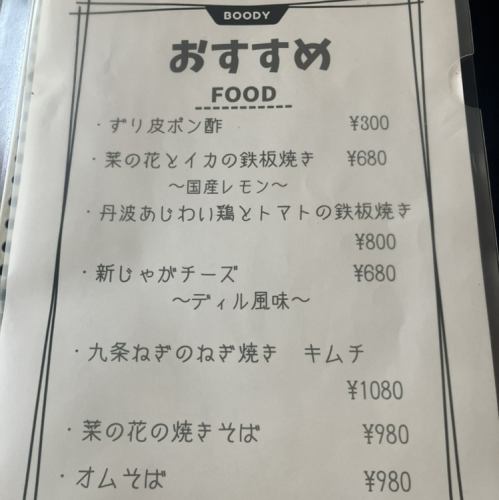 BOODY
おすすめ
FOOD
・ずり皮ポン酢 ¥300
・菜の花とイカの鉄板焼き ¥680
〜国産レモン〜
・丹波あじわい鶏とトマトの鉄板焼き
¥800
・新じゃがチーズ ¥680
〜ディル風味〜
・九条ねぎのねぎ焼き キムチ
¥1080
・菜の花の焼きそば ¥980
・オムそば ¥980